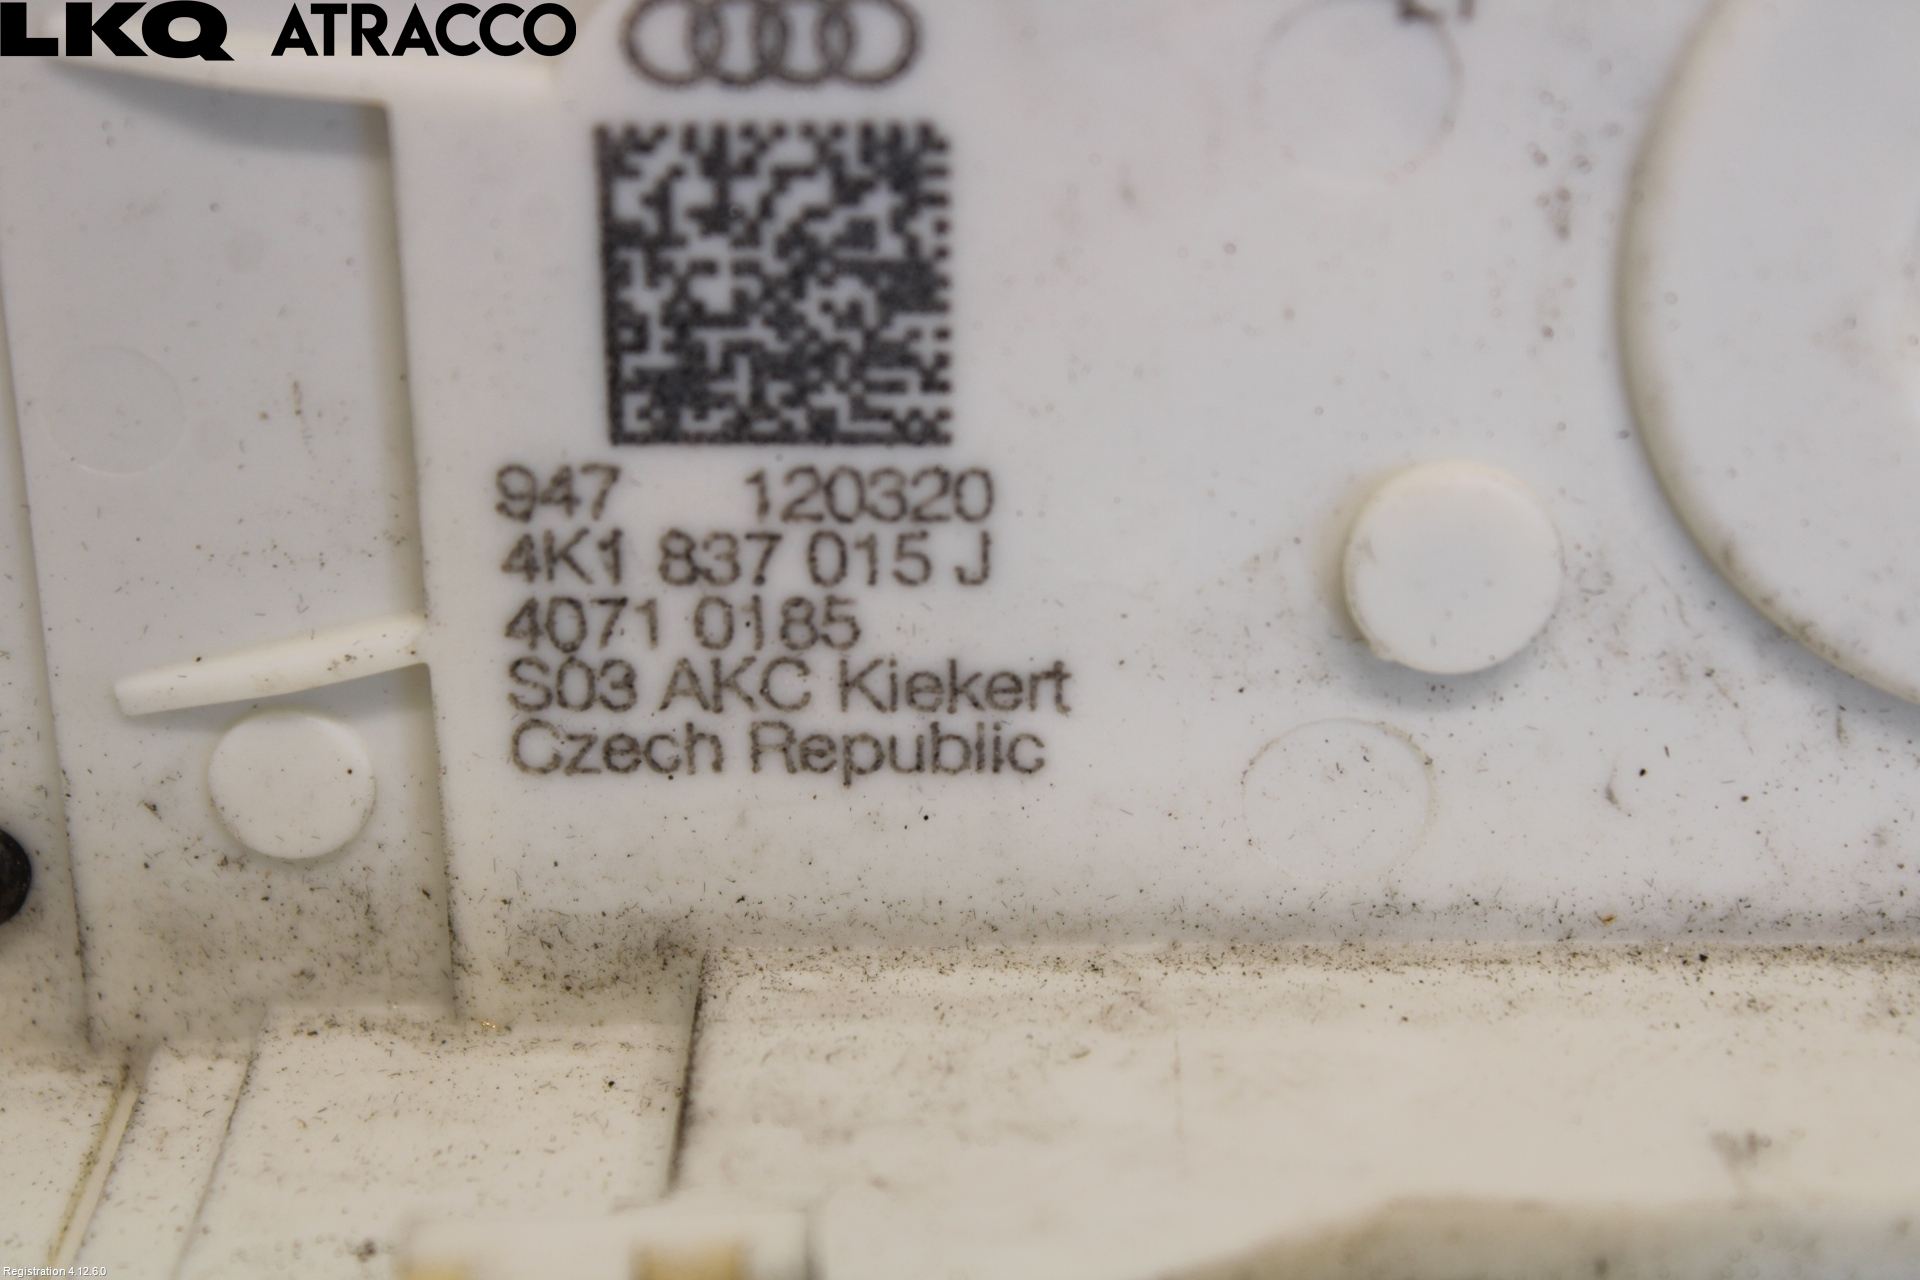 LKQ ATRACCO
947 120320
4K1 837 015 J
4071 0185
S03 AKC Kiekert
Czech Republic
Registration 4.12.6.0